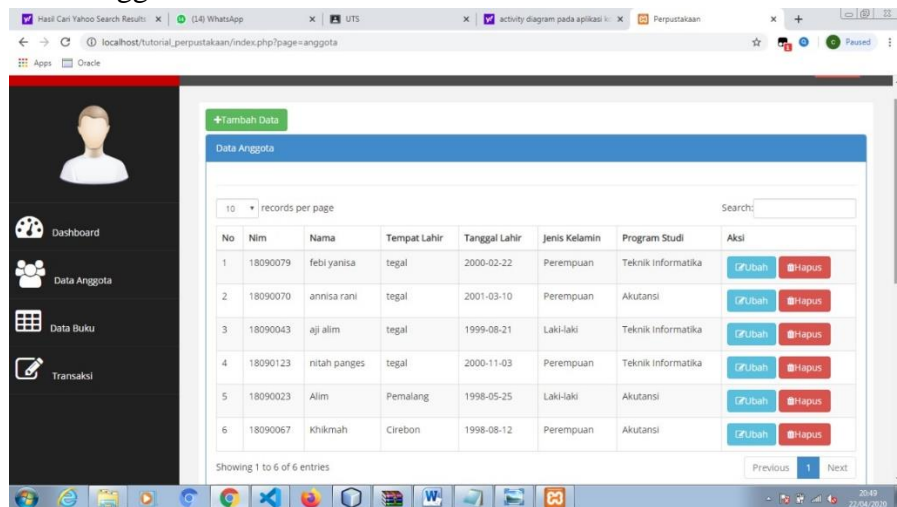 Hasil Cari Yahoo Search Results
(14) WhatsApp
UTS
activity diagram pada aplikasi
Perpustakaan
localhost/tutorial_perpustakaan/index.php?page=anggota
Paused
Apps Oracle
+Tambah Data
Data Anggota
10 records per page Search:
No Nim Nama Tempat Lahir Tanggal Lahir Jenis Kelamin Program Studi Aksi
1 18090079 febi yanisa tegal 2000-02-22 Perempuan Teknik Informatika Ubah Hapus
2 18090070 annisa rani tegal 2001-03-10 Perempuan Akutansi Ubah Hapus
3 18090043 aji alim tegal 1999-08-21 Laki-laki Teknik Informatika Ubah Hapus
4 18090123 nitah panges tegal 2000-11-03 Perempuan Teknik Informatika Ubah Hapus
5 18090023 Alim Pemalang 1998-05-25 Laki-laki Akutansi Ubah Hapus
6 18090067 Khikmah Cirebon 1998-08-12 Perempuan Akutansi Ubah Hapus
Showing 1 to 6 of 6 entries Previous 1 Next
Dashboard
Data Anggota
Data Buku
Transaksi
20:49
22/04/2020